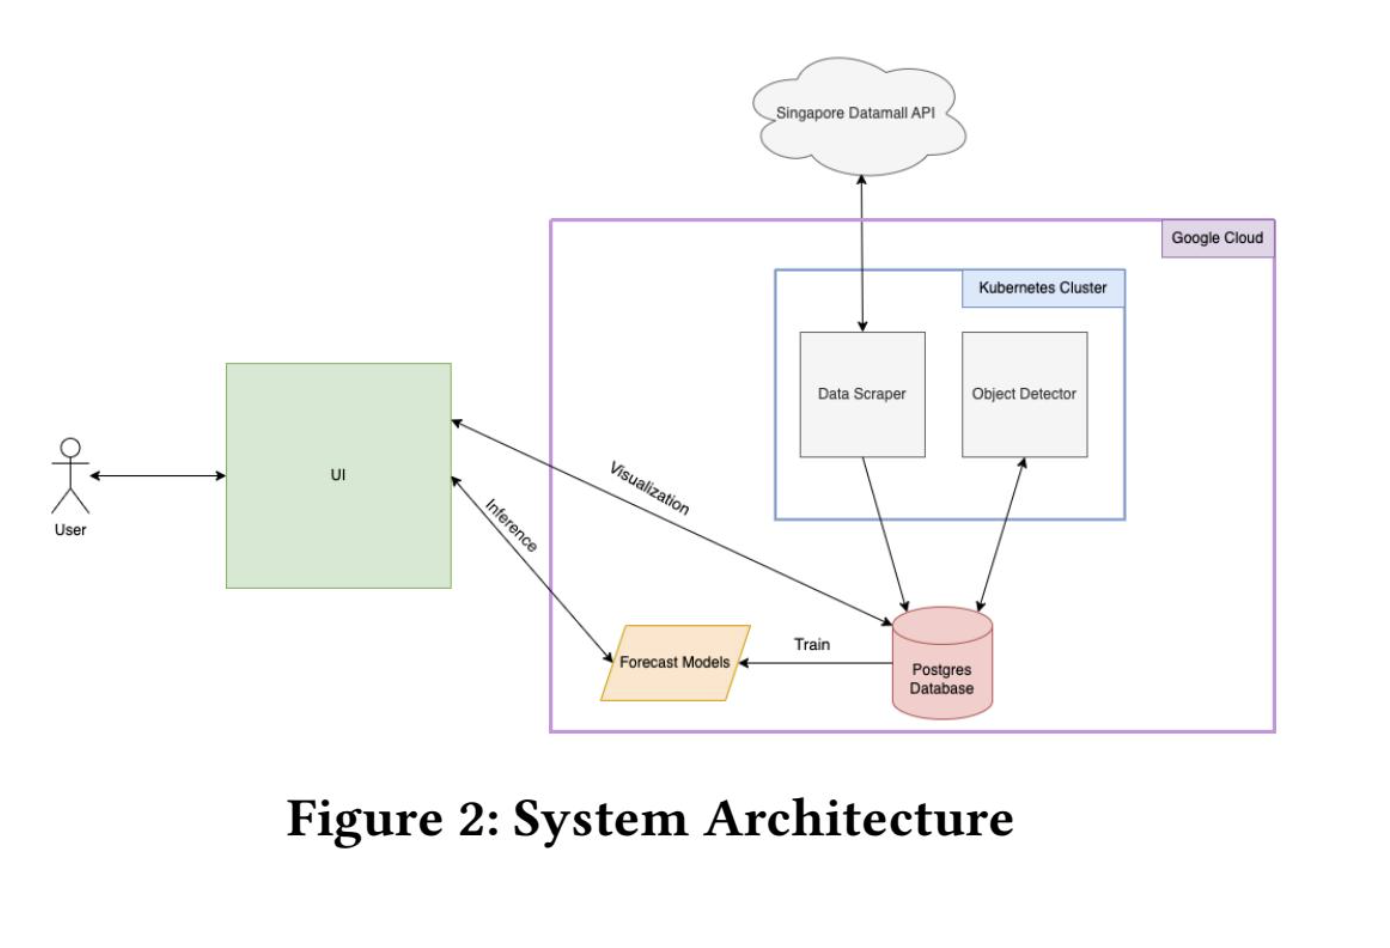 Singapore Datamall API
Google Cloud
Kubernetes Cluster
Data Scraper
Object Detector
UI
User
Visualization
Inference
Train
Forecast Models
Postgres
Database
Figure 2: System Architecture